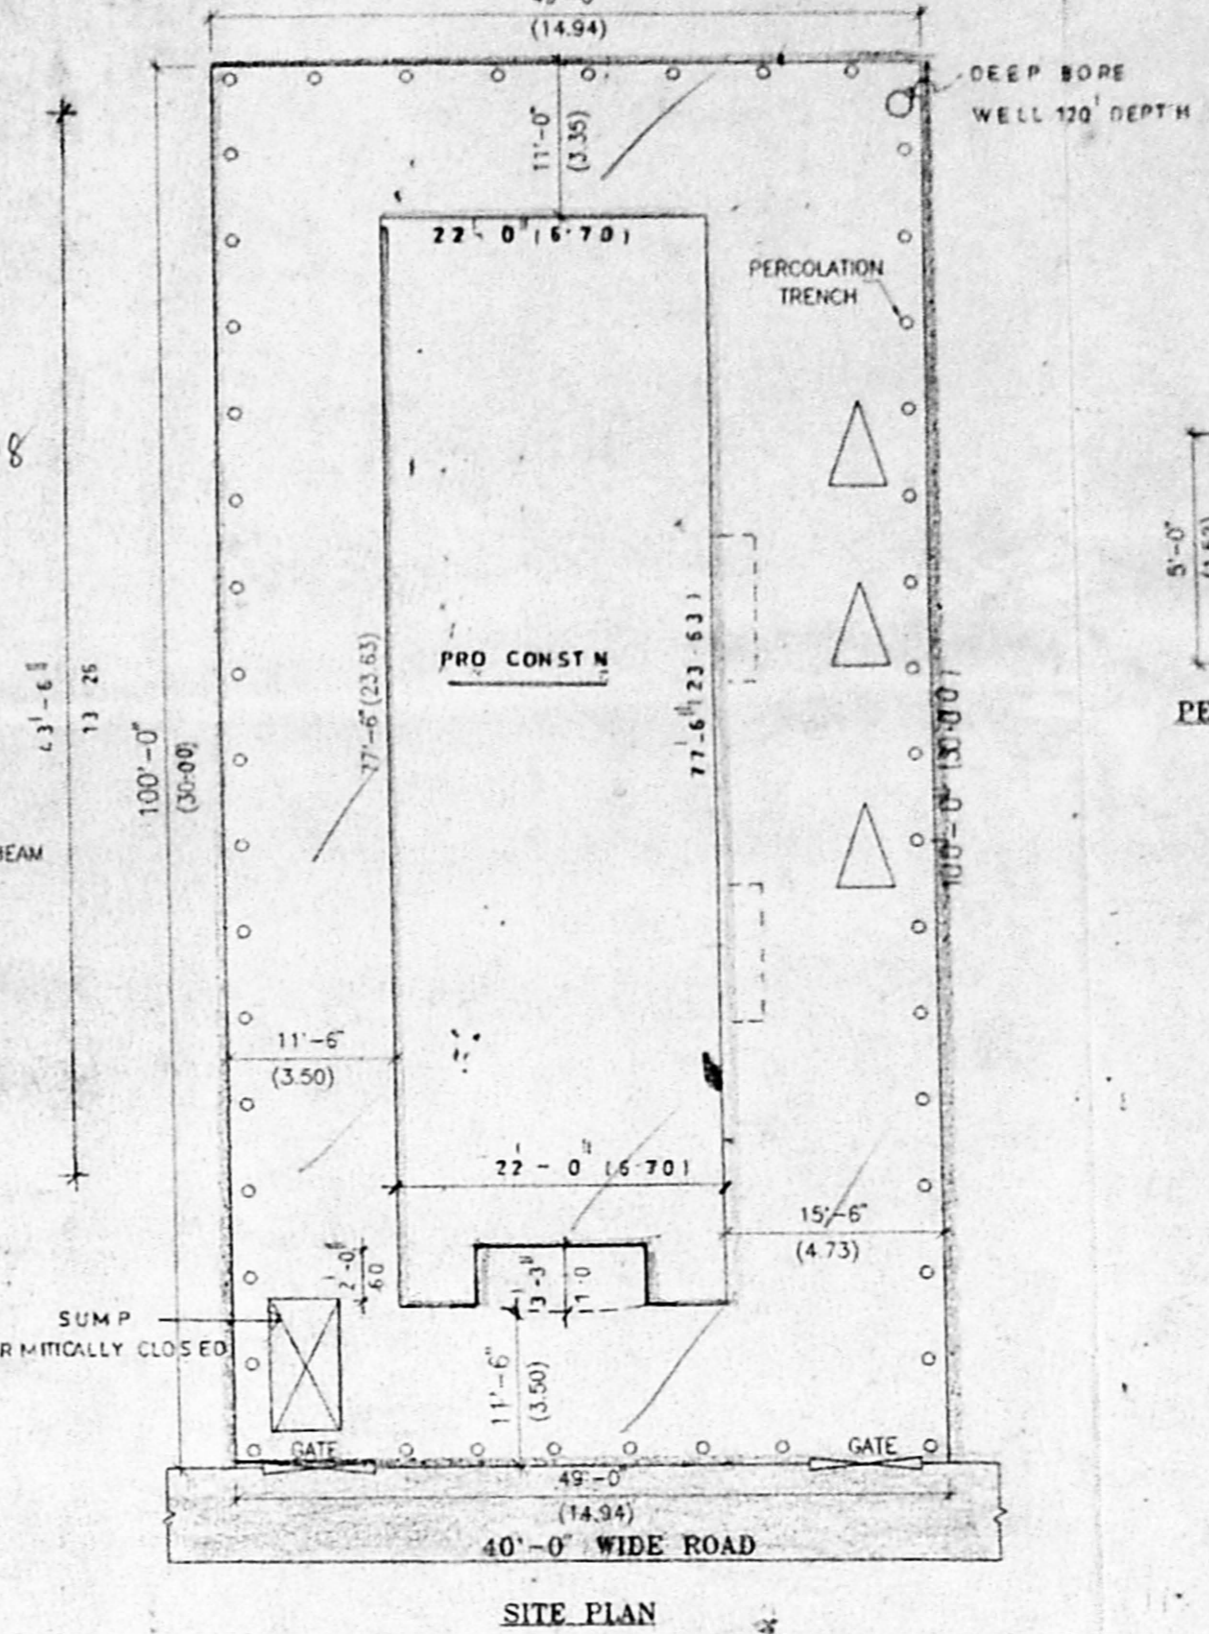 (14.94)
DEEP BORE
WELL 120' DEPTH
11'-0"
(3.35)
22'-0"(6.70)
PERCOLATION
TRENCH
8
5'-0"
PRO CONSTN
77'-6"(23.63)
77'-6"(23.63)
43'-6"
13 26
100'-0"
(30.00)
100'-0"(30.00)
PE
BEAM
11'-6"
(3.50)
22'-0"(6.70)
15'-6"
(4.73)
2'-0"
60
3'-3"
1.0
SUMP
RMITICALLY CLOSED
11'-6"
(3.50)
GATE
GATE
49'-0"
(14.94)
40'-0" WIDE ROAD
SITE PLAN